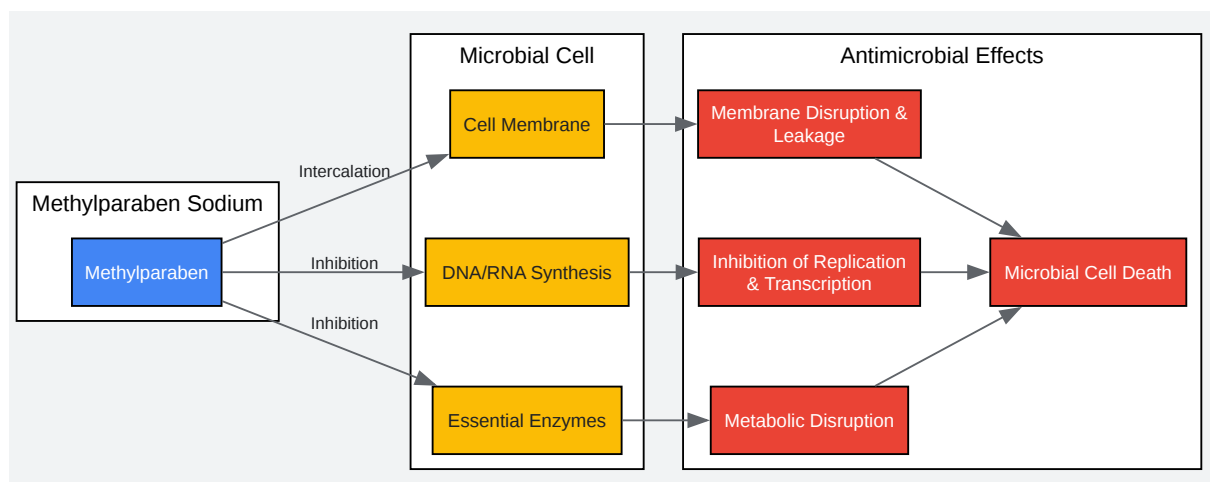 Microbial Cell
Antimicrobial Effects
Cell Membrane
Membrane Disruption &
Leakage
Intercalation
Methylparaben Sodium
Methylparaben
Inhibition
DNA/RNA Synthesis
Inhibition of Replication
& Transcription
Microbial Cell Death
Inhibition
Essential Enzymes
Metabolic Disruption